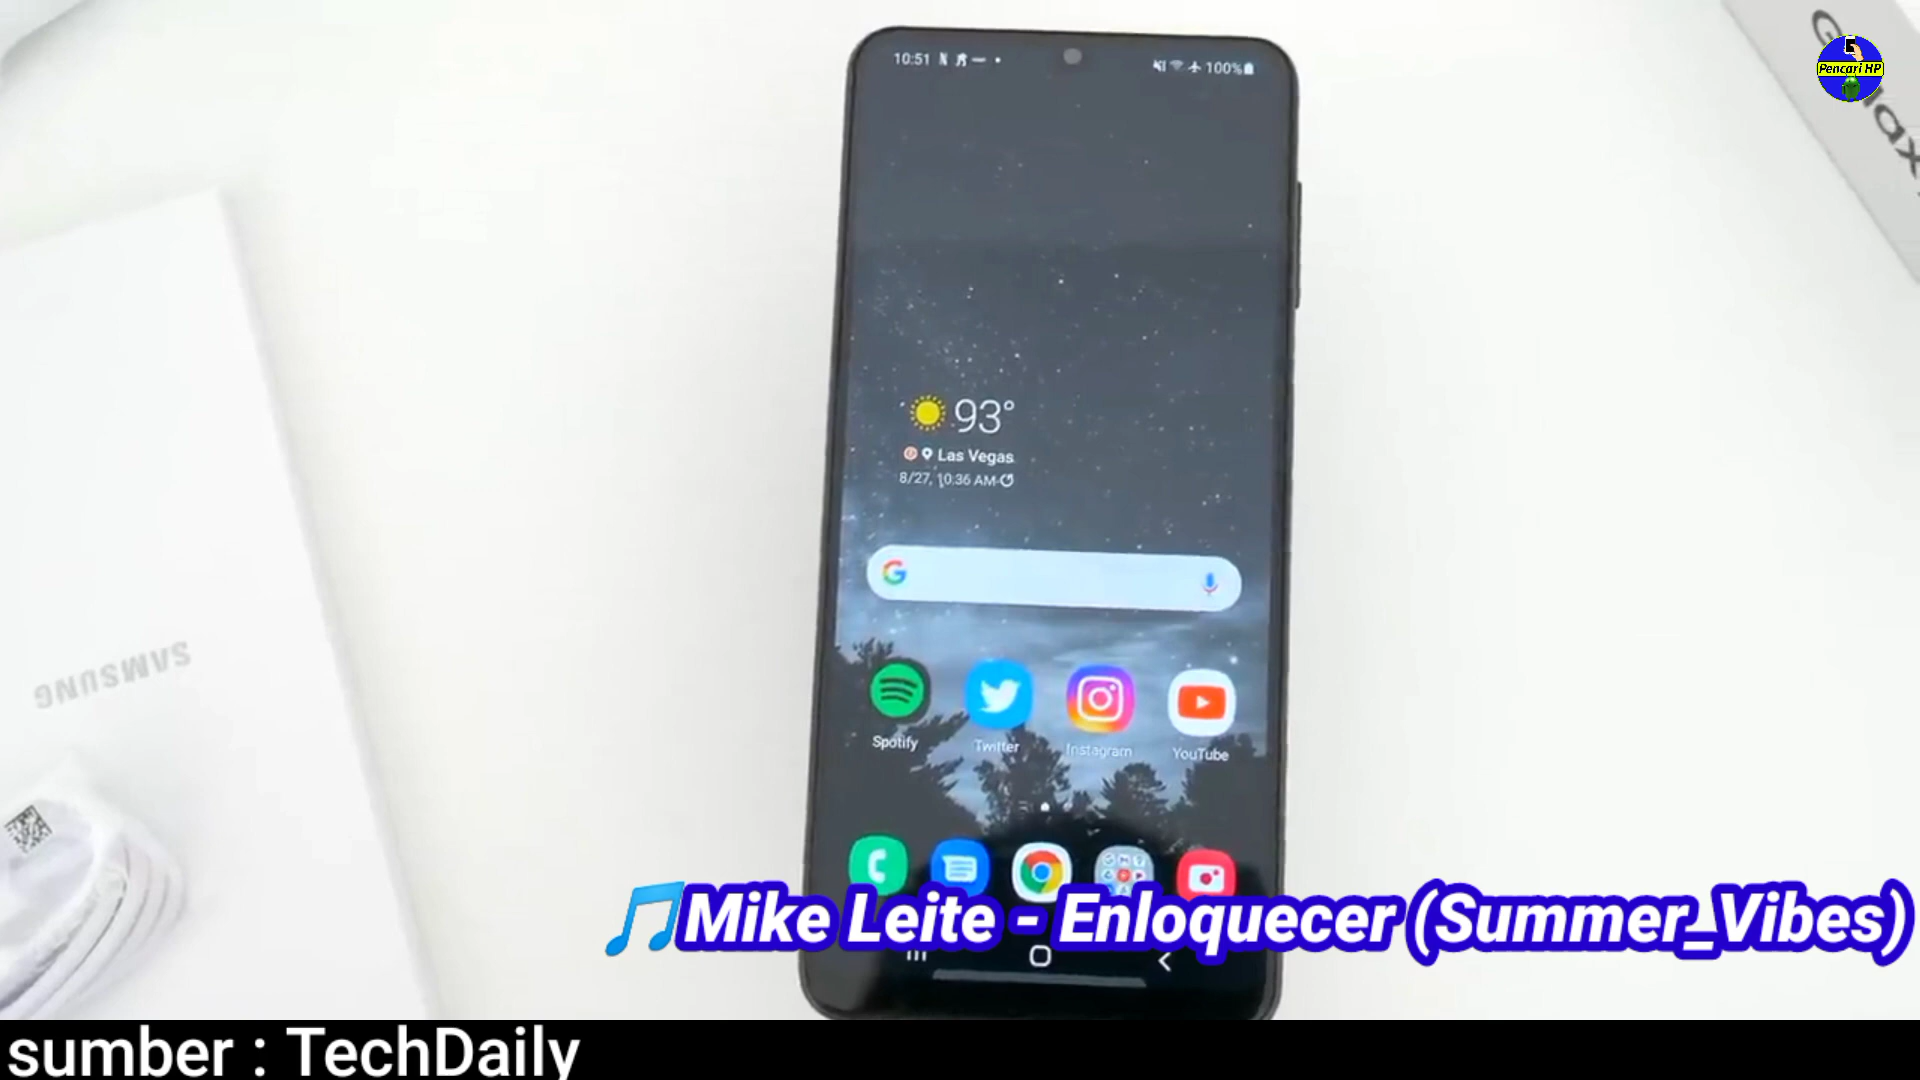 10:51
100%
Pencari HP
Galax
93°
Las Vegas
8/27, 10:36 AM
SAMSUNG
Spotify
Twitter
Instagram
YouTube
🎵Mike Leite - Enloquecer (Summer_Vibes)
sumber : TechDaily